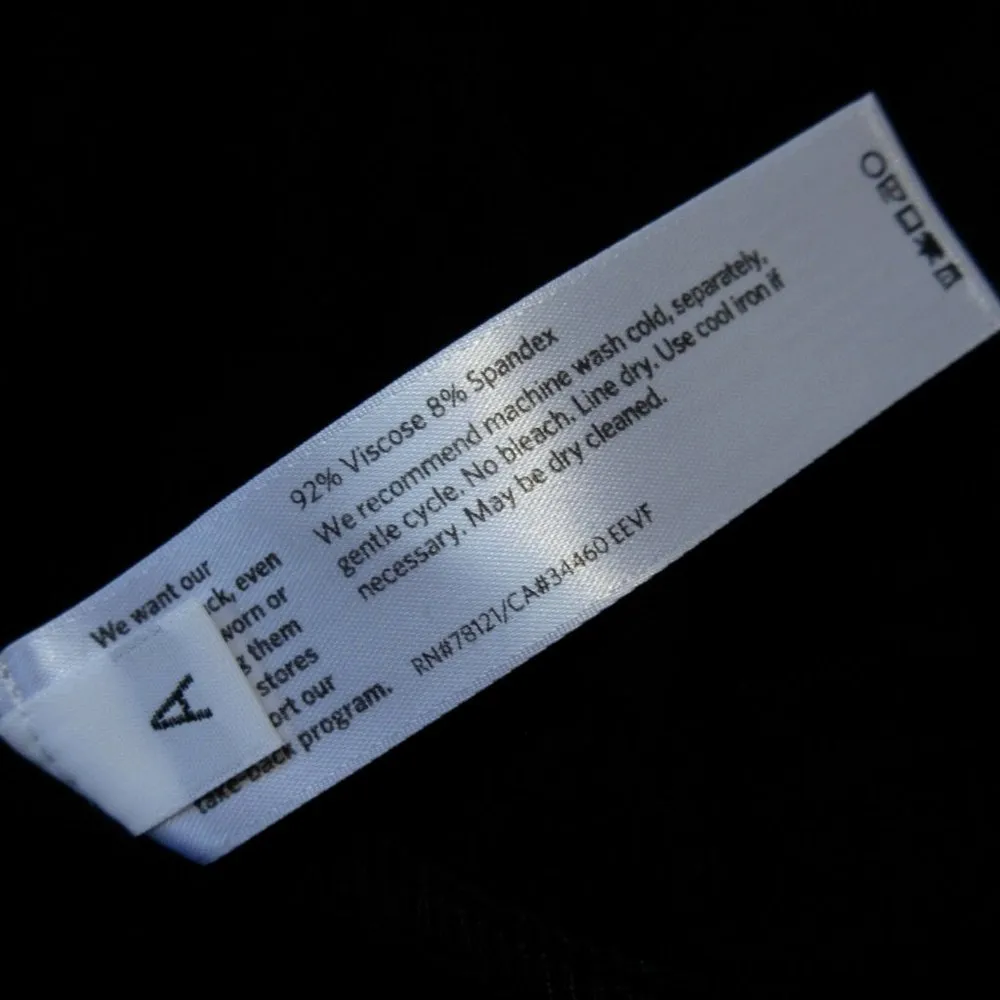 92% Viscose 8% Spandex
We recommend machine wash cold, separately,
gentle cycle. No bleach. Line dry. Use cool iron if
necessary. May be dry cleaned.
RN#78121/CA#34460 EEVF
We want our
ck, even
worn or
them
stores
ort our
take-back program.
A